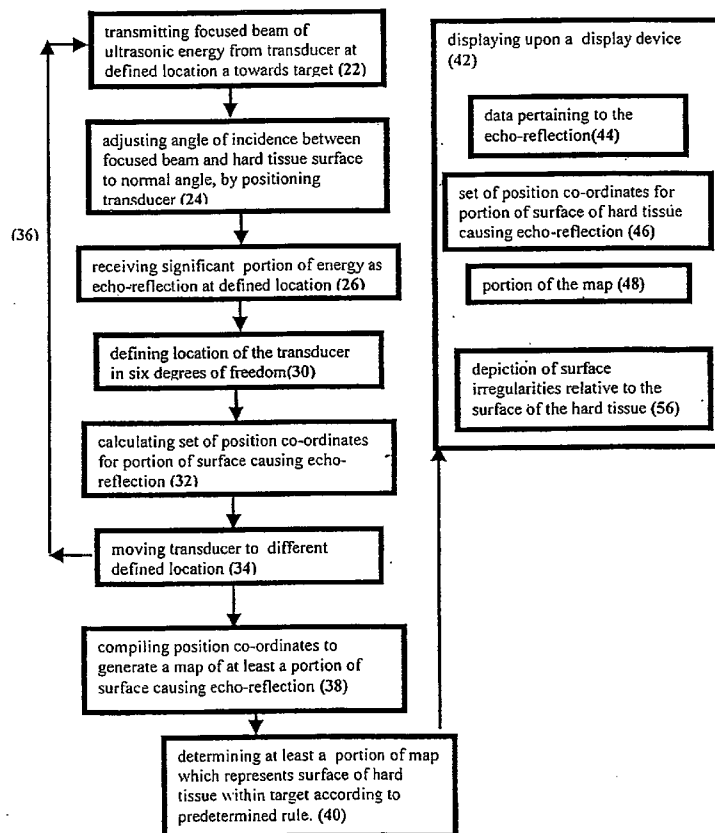 transmitting focused beam of
ultrasonic energy from transducer at
defined location a towards target (22)
adjusting angle of incidence between
focused beam and hard tissue surface
to normal angle, by positioning
transducer (24)
(36)
receiving significant portion of energy as
echo-reflection at defined location (26)
defining location of the transducer
in six degrees of freedom(30)
calculating set of position co-ordinates
for portion of surface causing echo-
reflection (32)
moving transducer to different
defined location (34)
compiling position co-ordinates to
generate a map of at least a portion of
surface causing echo-reflection (38)
determining at least a portion of map
which represents surface of hard
tissue within target according to
predetermined rule. (40)
displaying upon a display device
(42)
data pertaining to the
echo-reflection(44)
set of position co-ordinates for
portion of surface of hard tissue
causing echo-reflection (46)
portion of the map (48)
depiction of surface
irregularities relative to the
surface of the hard tissue (56)